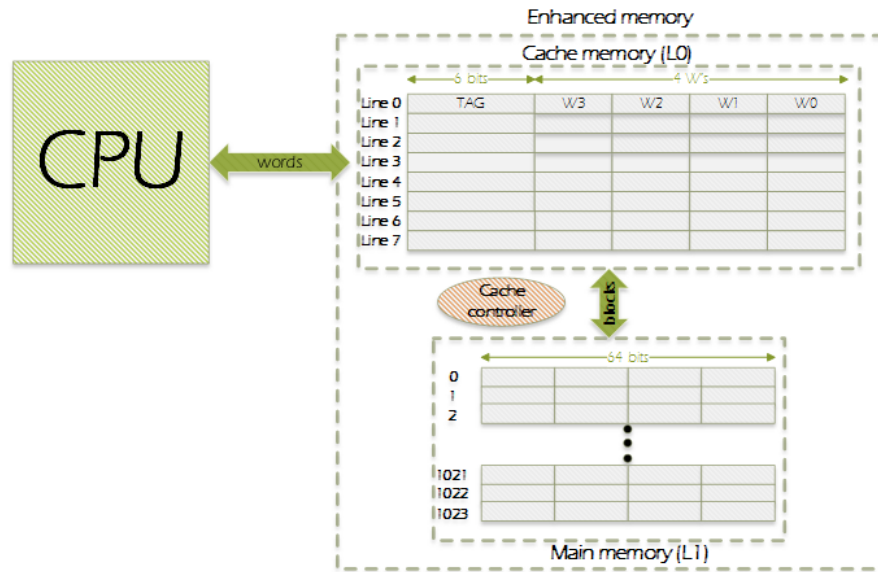 Enhanced memory
Cache memory (L0)
6 bits
4 W's
Line 0 TAG W3 W2 W1 W0
Line 1
Line 2
Line 3
Line 4
Line 5
Line 6
Line 7
CPU
words
Cache
controller
blocks
64 bits
0
1
2
1021
1022
1023
Main memory (L1)